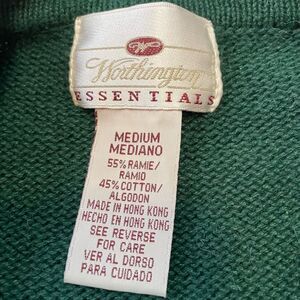 Worthington
ESSENTIALS
MEDIUM
MEDIANO
55% RAMIE/
RAMIO
45% COTTON/
ALGODON
MADE IN HONG KONG
HECHO EN HONG KONG
SEE REVERSE
FOR CARE
VER AL DORSO
PARA CUIDADO